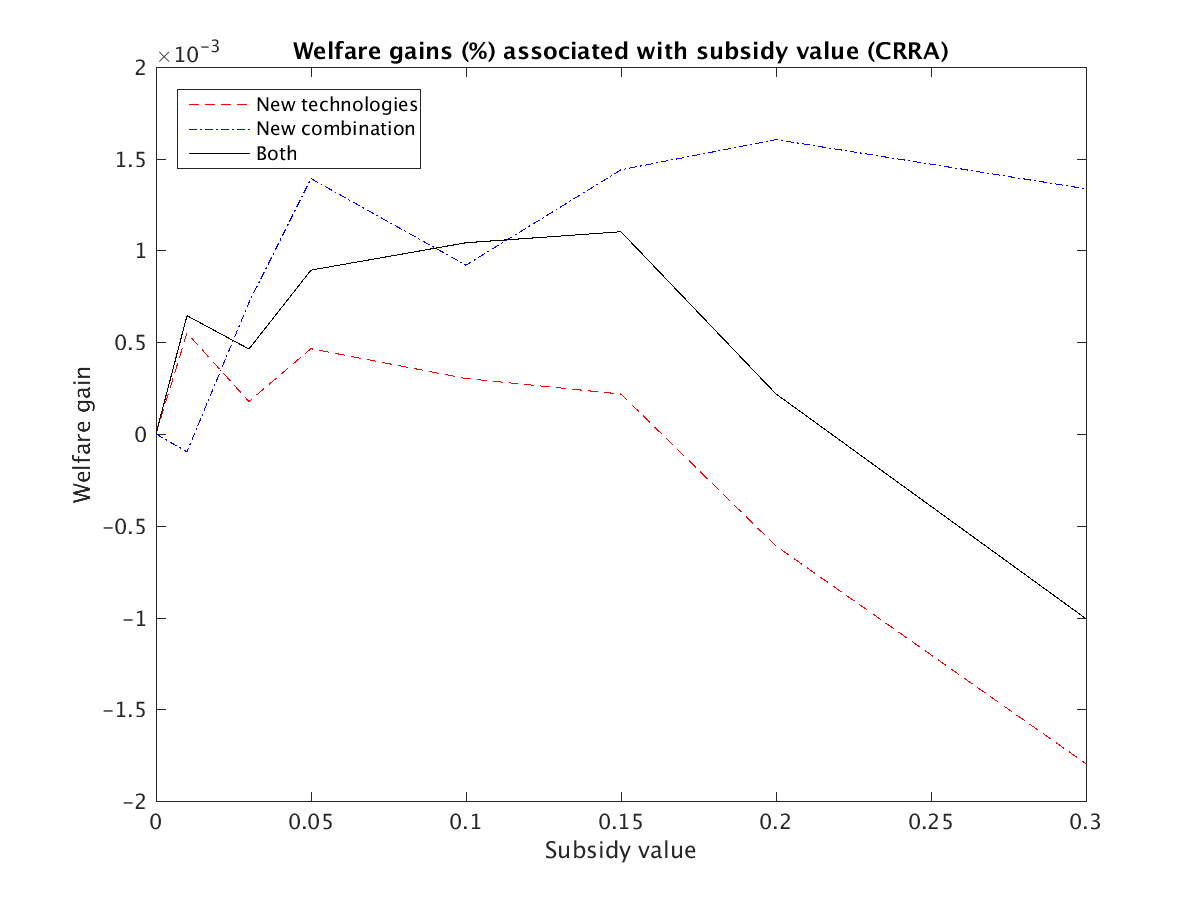 ×10⁻³
Welfare gains (%) associated with subsidy value (CRRA)
New technologies
New combination
Both
2
1.5
1
0.5
0
-0.5
-1
-1.5
-2
Welfare gain
0 0.05 0.1 0.15 0.2 0.25 0.3
Subsidy value